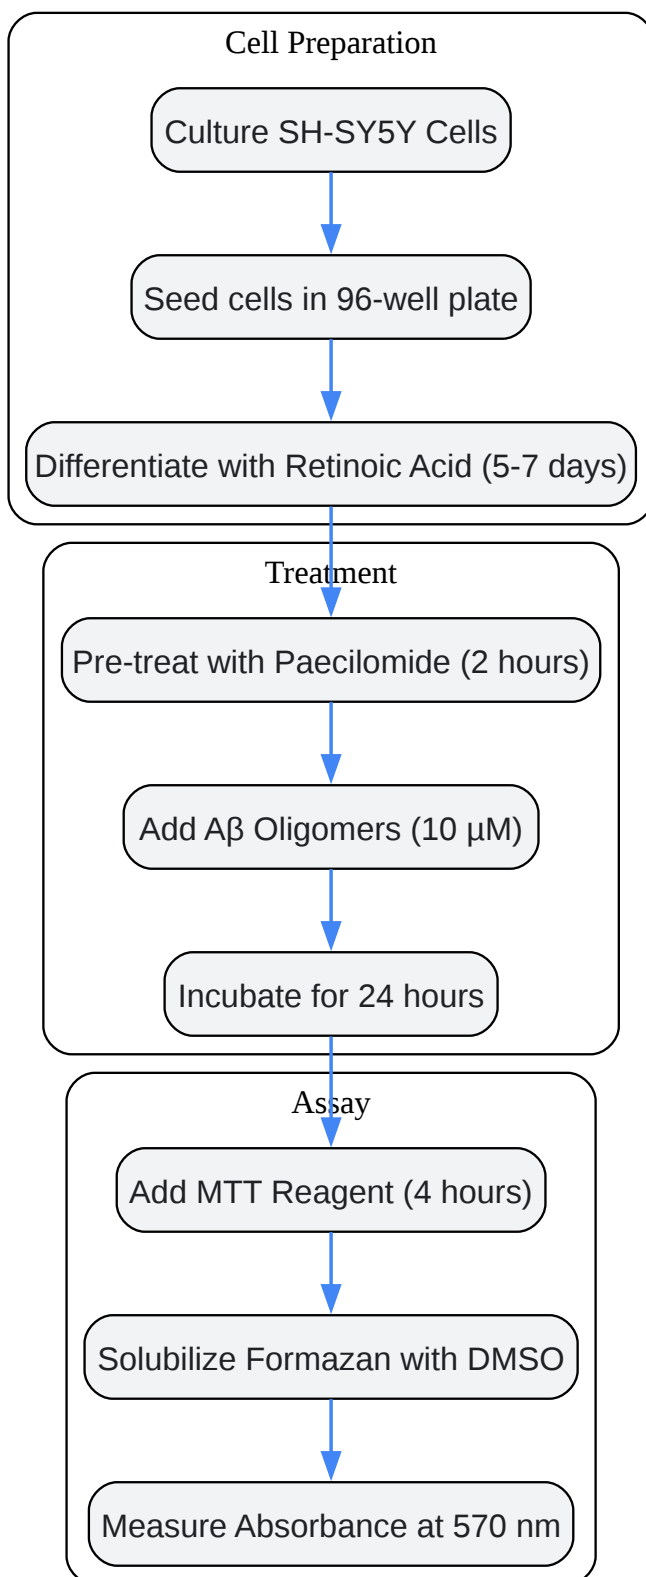 Cell Preparation
Culture SH-SY5Y Cells
Seed cells in 96-well plate
Differentiate with Retinoic Acid (5-7 days)
Treatment
Pre-treat with Paecilomide (2 hours)
Add Aβ Oligomers (10 µM)
Incubate for 24 hours
Assay
Add MTT Reagent (4 hours)
Solubilize Formazan with DMSO
Measure Absorbance at 570 nm